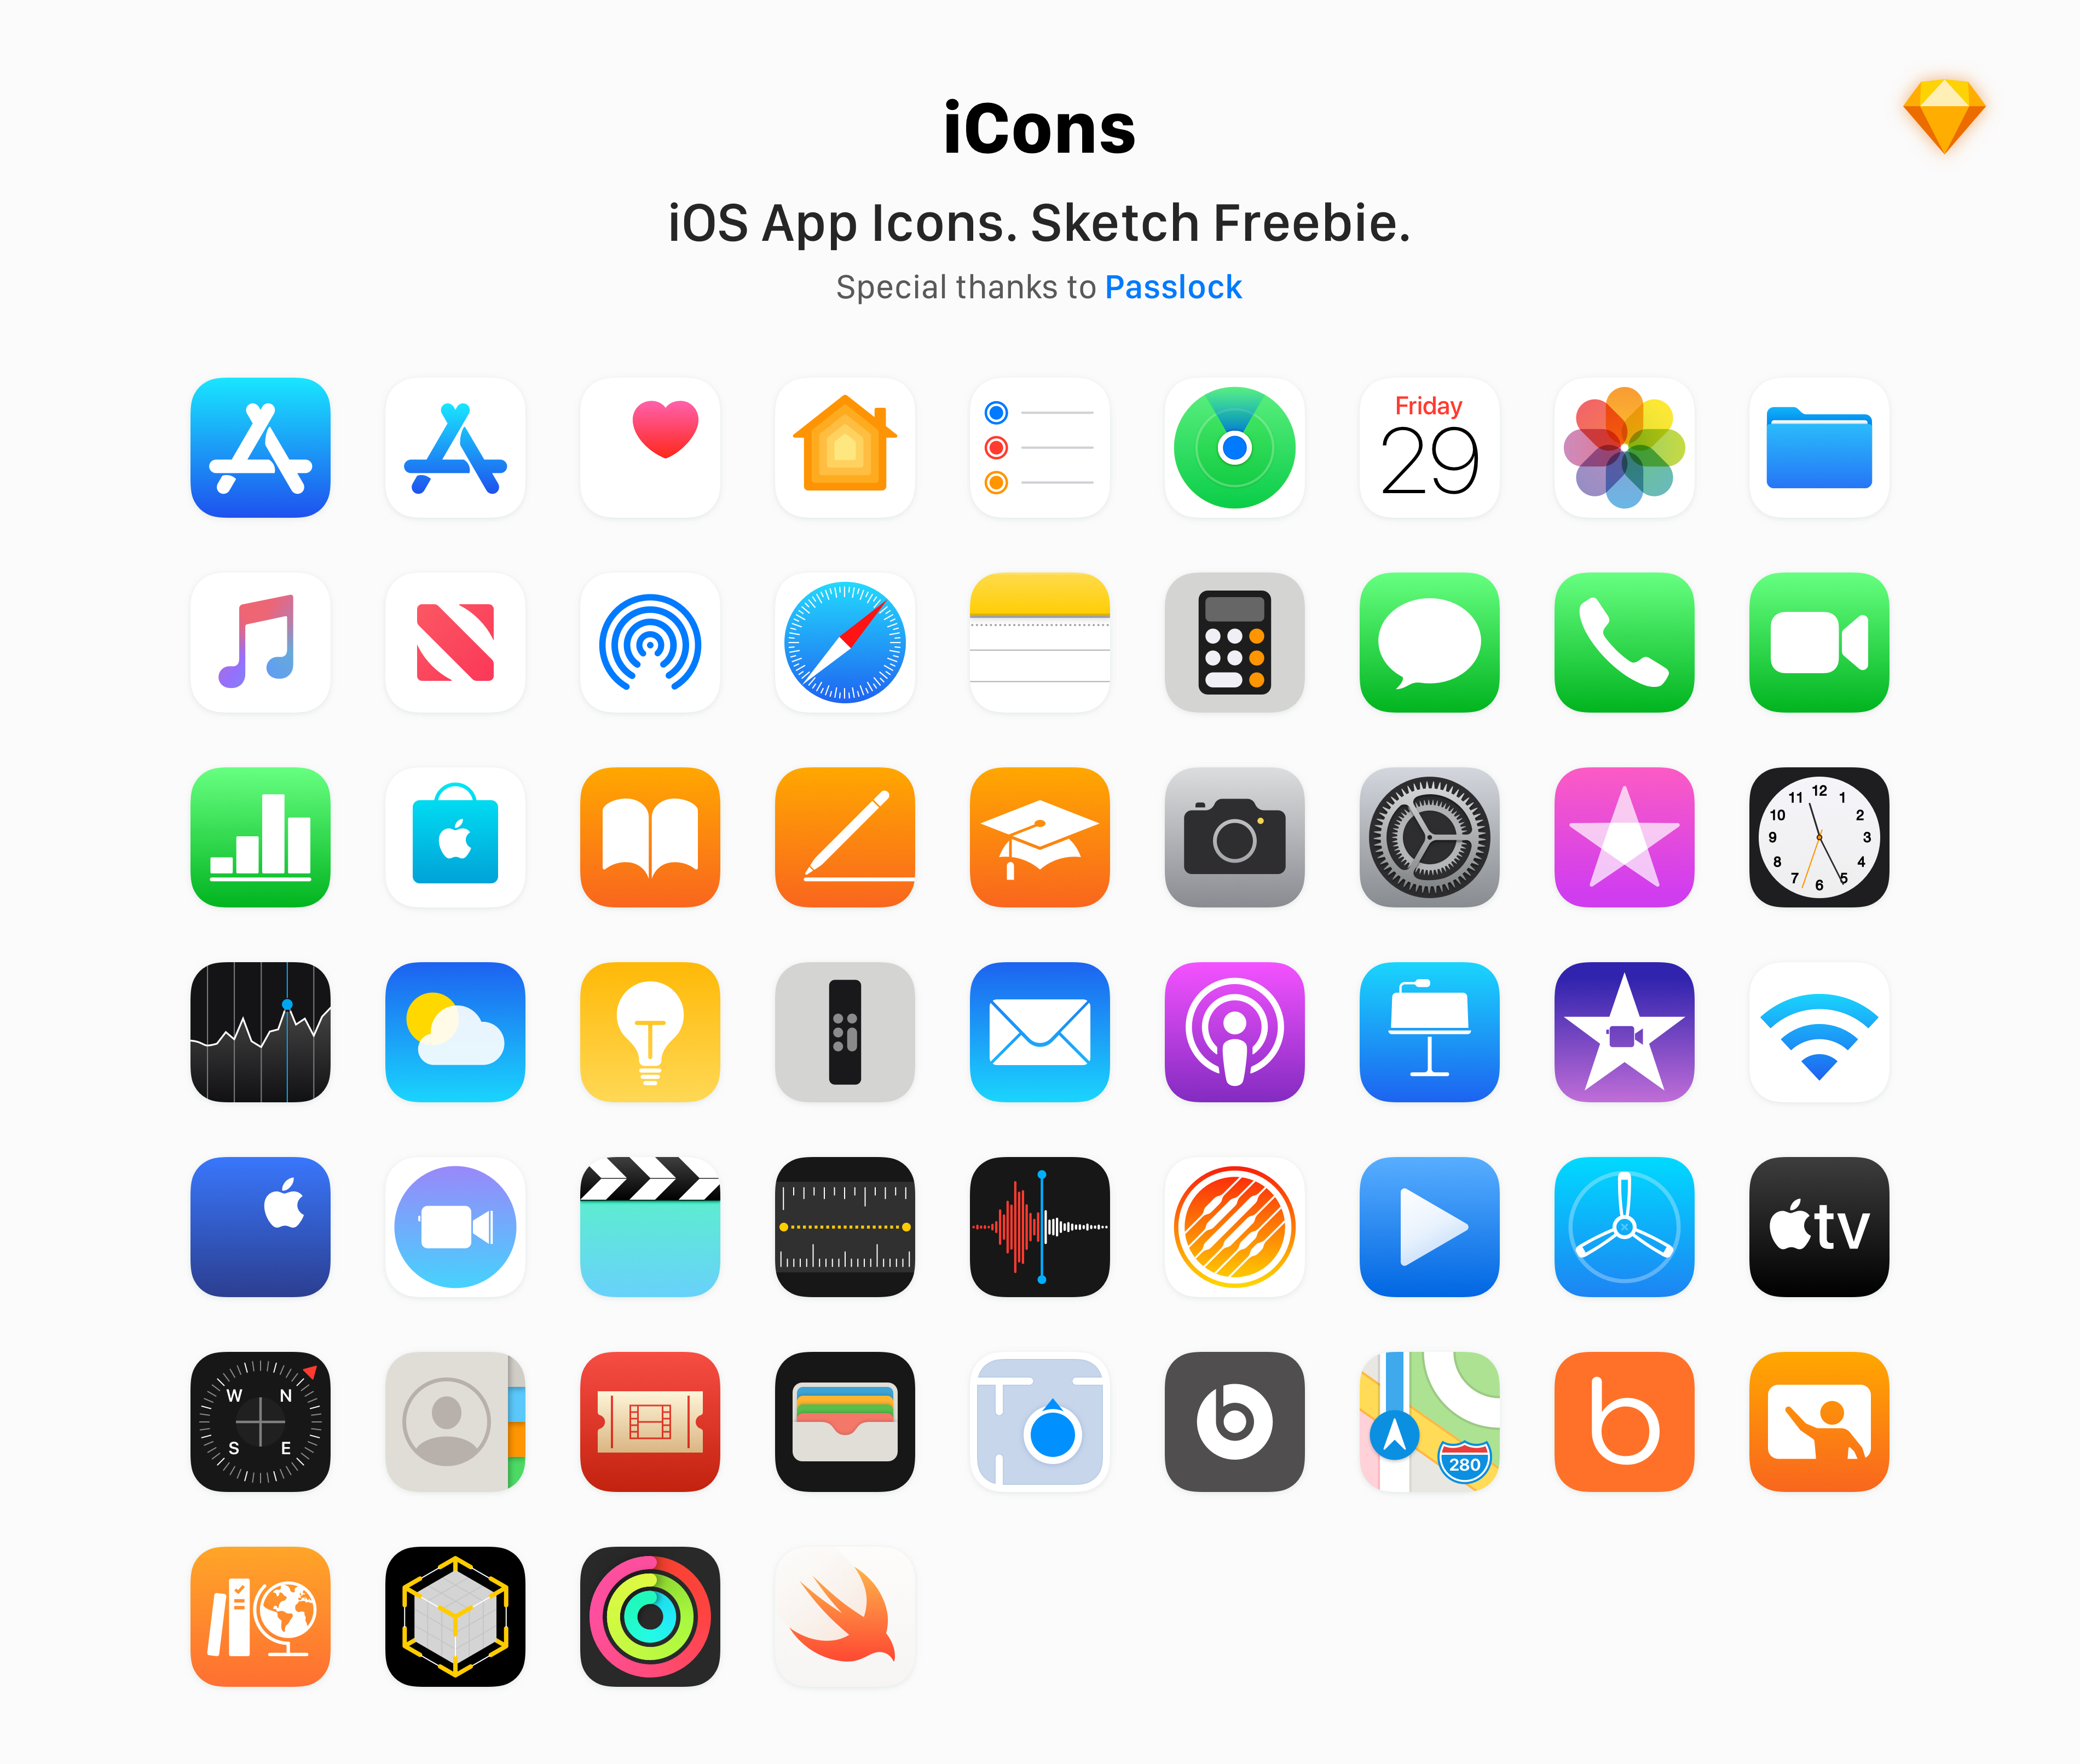 iCons
iOS App Icons. Sketch Freebie.
Special thanks to Passlock
Friday
29
12
11 1
10 2
9 3
8 4
7 5
6
tv
W N
S E
280